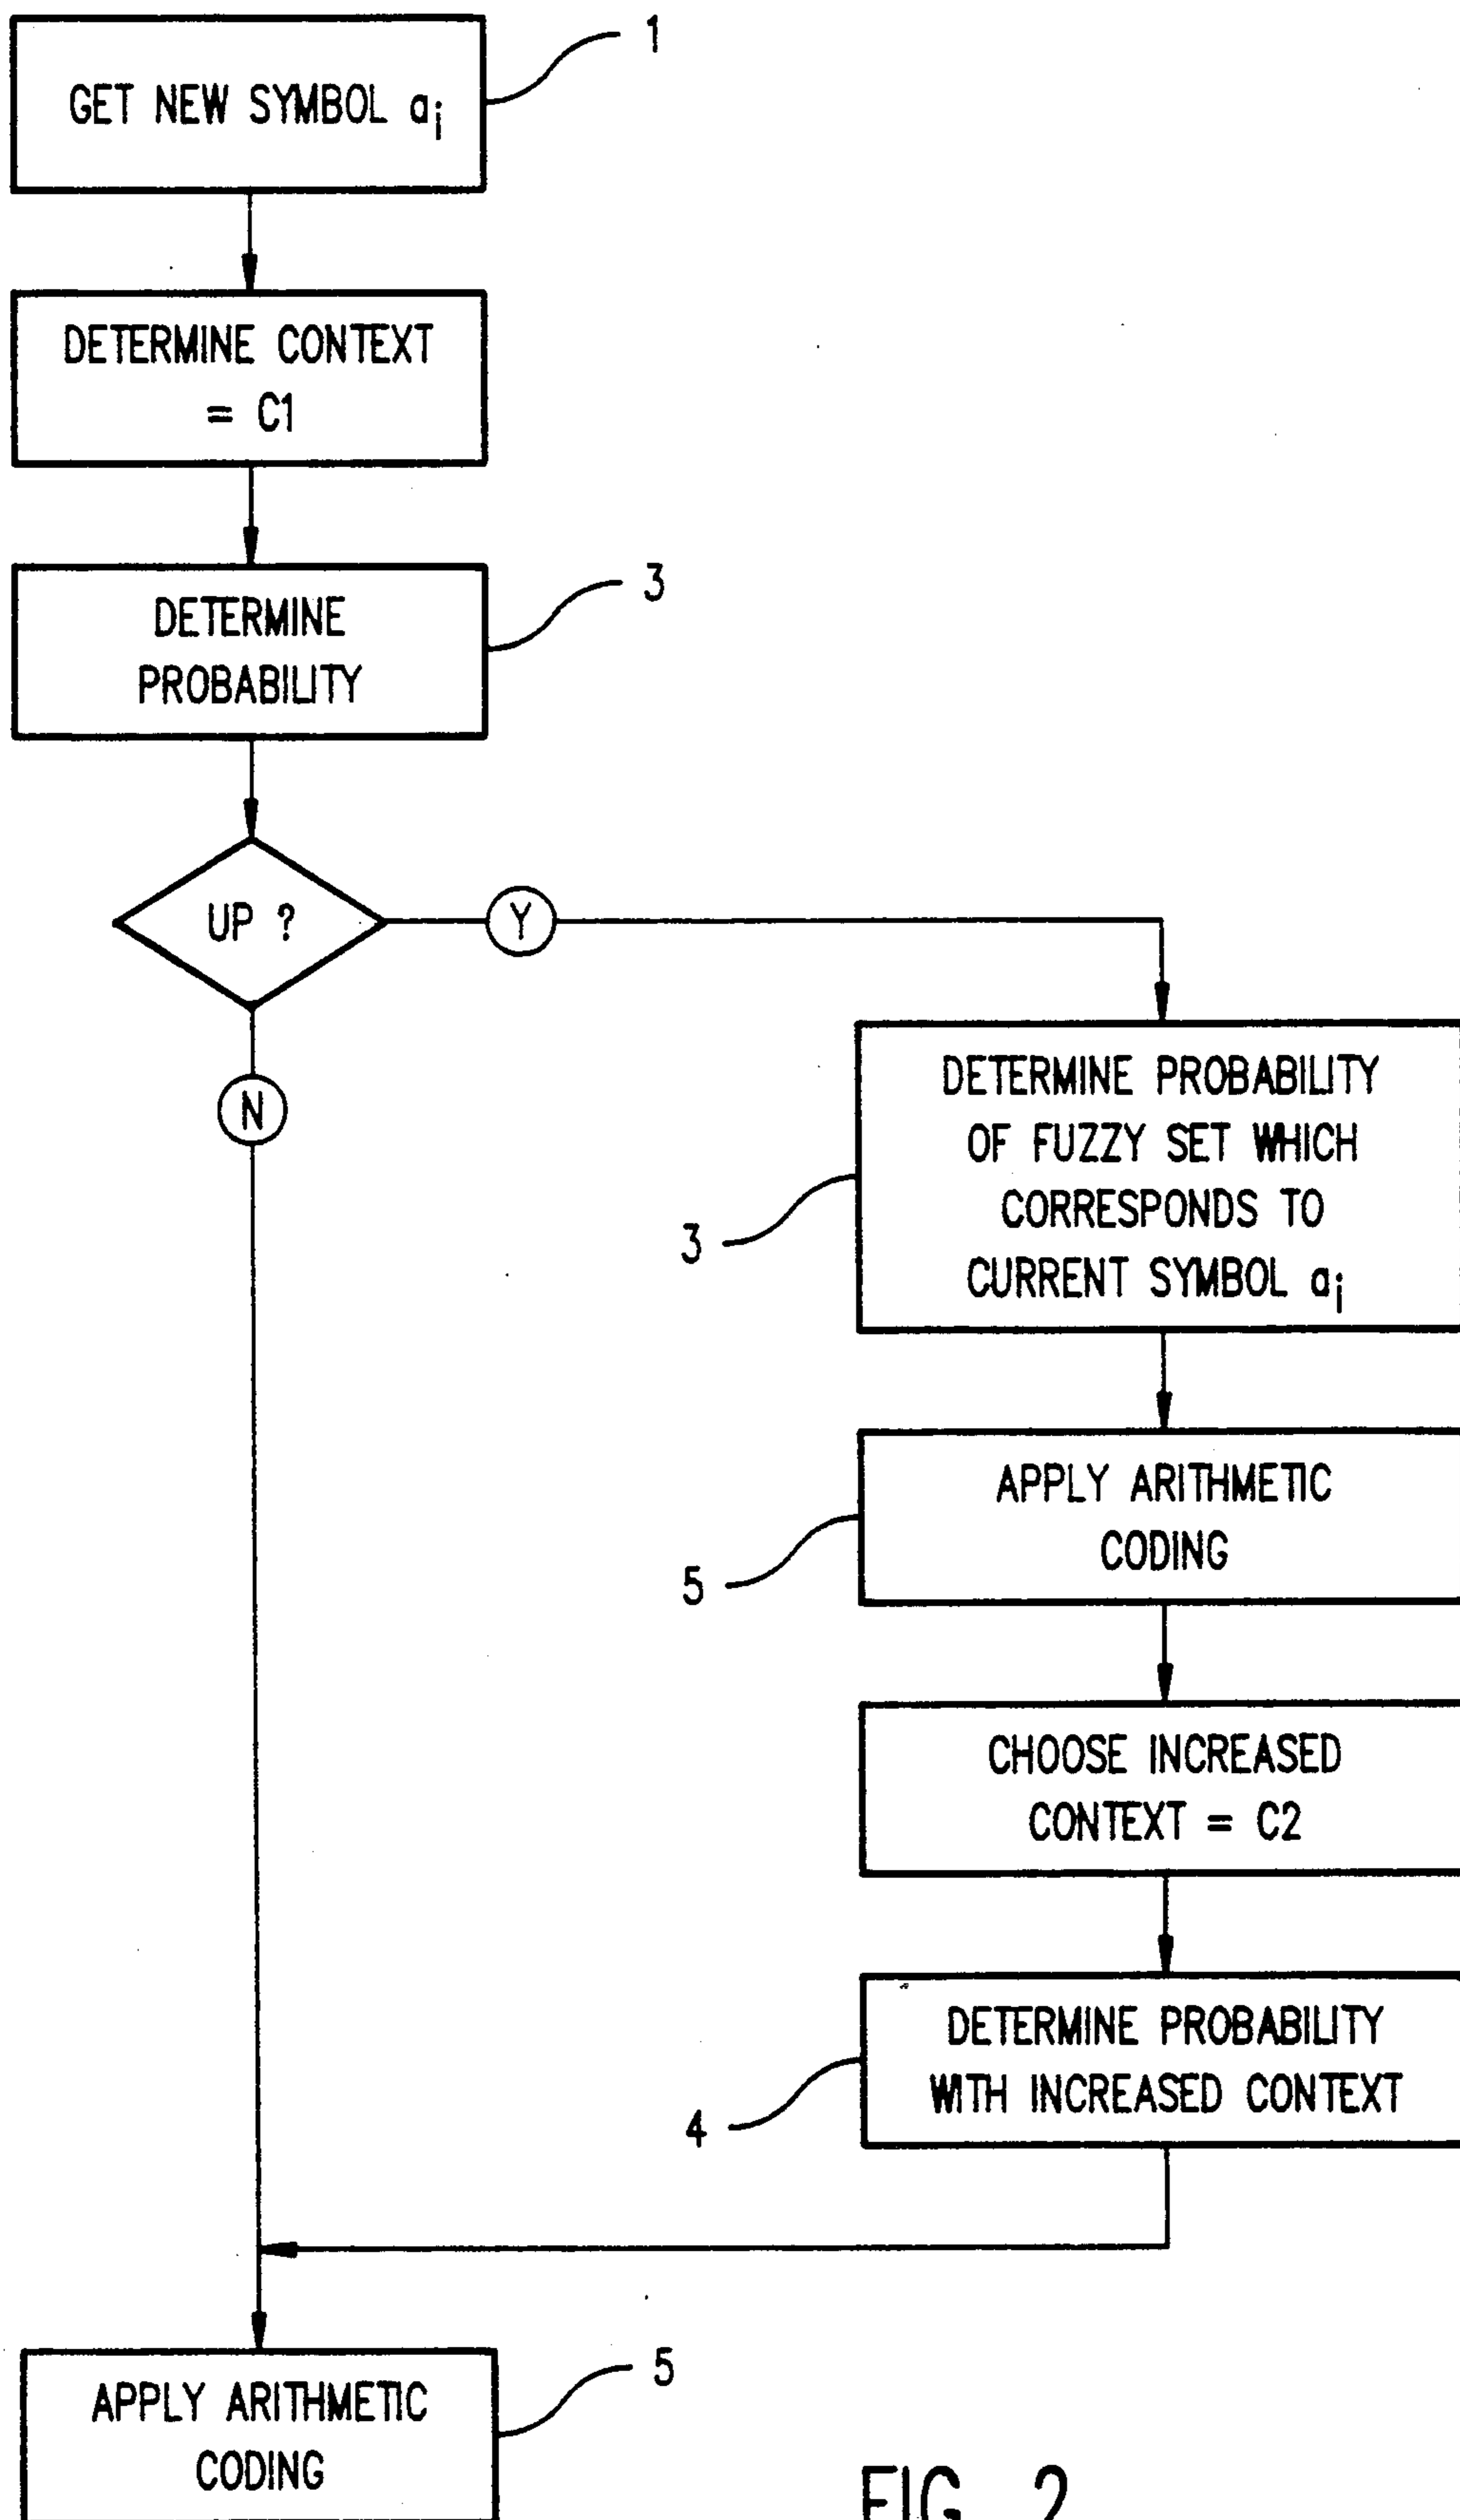 GET NEW SYMBOL ai
1
DETERMINE CONTEXT
= C1
DETERMINE
PROBABILITY
3
UP ?
Y
N
DETERMINE PROBABILITY
OF FUZZY SET WHICH
CORRESPONDS TO
CURRENT SYMBOL ai
3
APPLY ARITHMETIC
CODING
5
CHOOSE INCREASED
CONTEXT = C2
DETERMINE PROBABILITY
WITH INCREASED CONTEXT
4
APPLY ARITHMETIC
CODING
5
FIG. 2